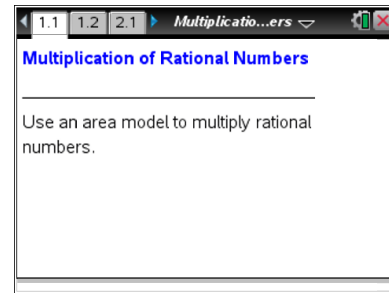 1.1 1.2 2.1 Multiplicatio...ers
Multiplication of Rational Numbers
Use an area model to multiply rational
numbers.